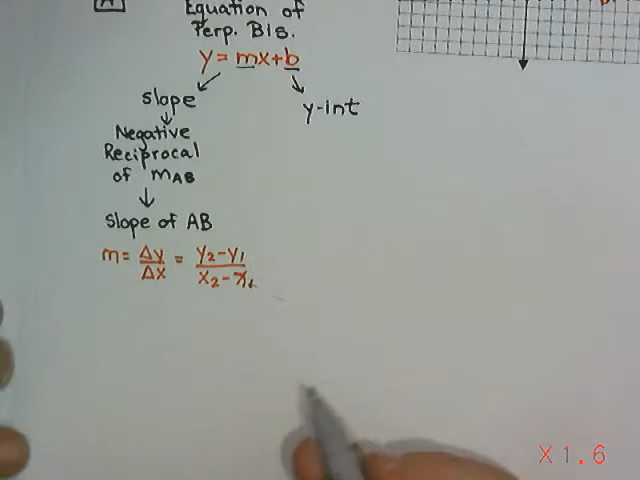 Equation of
Perp. Bis.
y = mx+b
slope
y-int
Negative
Reciprocal
of mAB
Slope of AB
m = Δy/Δx = y2-y1/x2-x1
X1.6